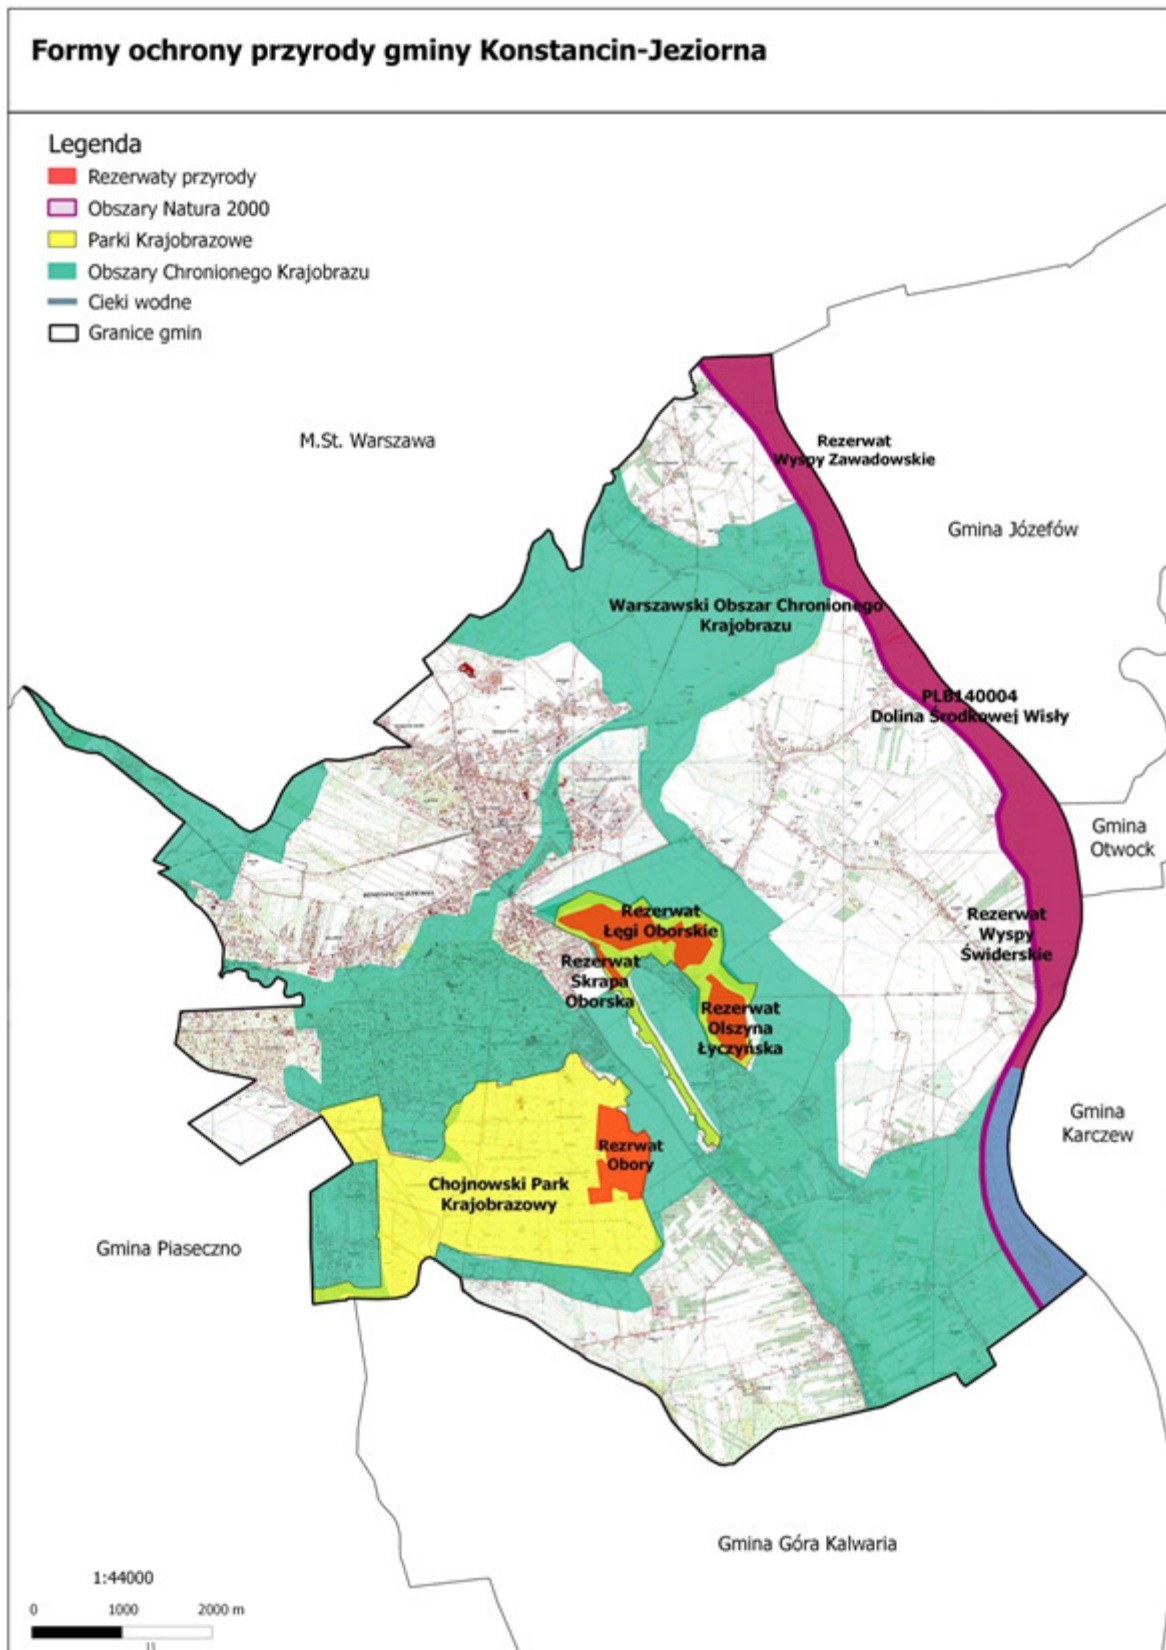 Formy ochrony przyrody gminy Konstancin-Jeziorna
Legenda
Rezerwaty przyrody
Obszary Natura 2000
Parki Krajobrazowe
Obszary Chronionego Krajobrazu
Cieki wodne
Granice gmin
M.St. Warszawa
Rezerwat
Wyspy Zawadowskie
Gmina Józefów
Warszawski Obszar Chronionego
Krajobrazu
PLB140004
Dolina Środkowej Wisły
Gmina
Otwock
Rezerwat
Łęgi Oborskie
Rezerwat
Wyspy
Świderskie
Rezerwat
Skrapa
Oborska
Rezerwat
Olszyna
Łyczyńska
Gmina
Karczew
Rezrwat
Obory
Chojnowski Park
Krajobrazowy
Gmina Piaseczno
Gmina Góra Kalwaria
1:44000
0 1000 2000 m